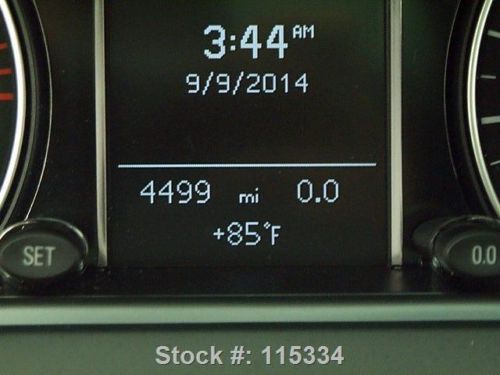 3:44 AM
9/9/2014
4499 mi 0.0
+85°F
SET
0.0
Stock #: 115334